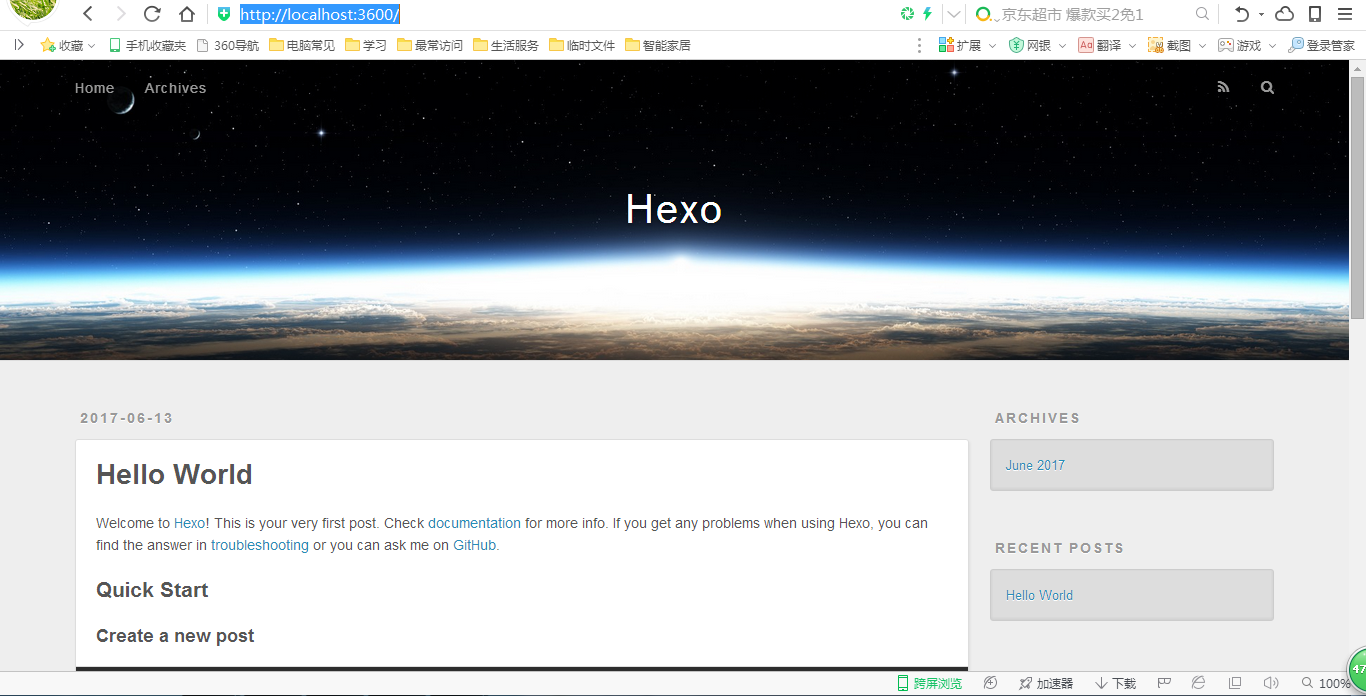 http://localhost:3600/
京东超市 爆款买2免1
收藏 手机收藏夹 360导航 电脑常见 学习 最常访问 生活服务 临时文件 智能家居 扩展 网银 Aa 翻译 截图 游戏 登录管家
Home Archives
Hexo
2017-06-13
Hello World
Welcome to Hexo! This is your very first post. Check documentation for more info. If you get any problems when using Hexo, you can
find the answer in troubleshooting or you can ask me on GitHub.
Quick Start
Create a new post
ARCHIVES
June 2017
RECENT POSTS
Hello World
跨屏浏览 加速器 下载 100%
47